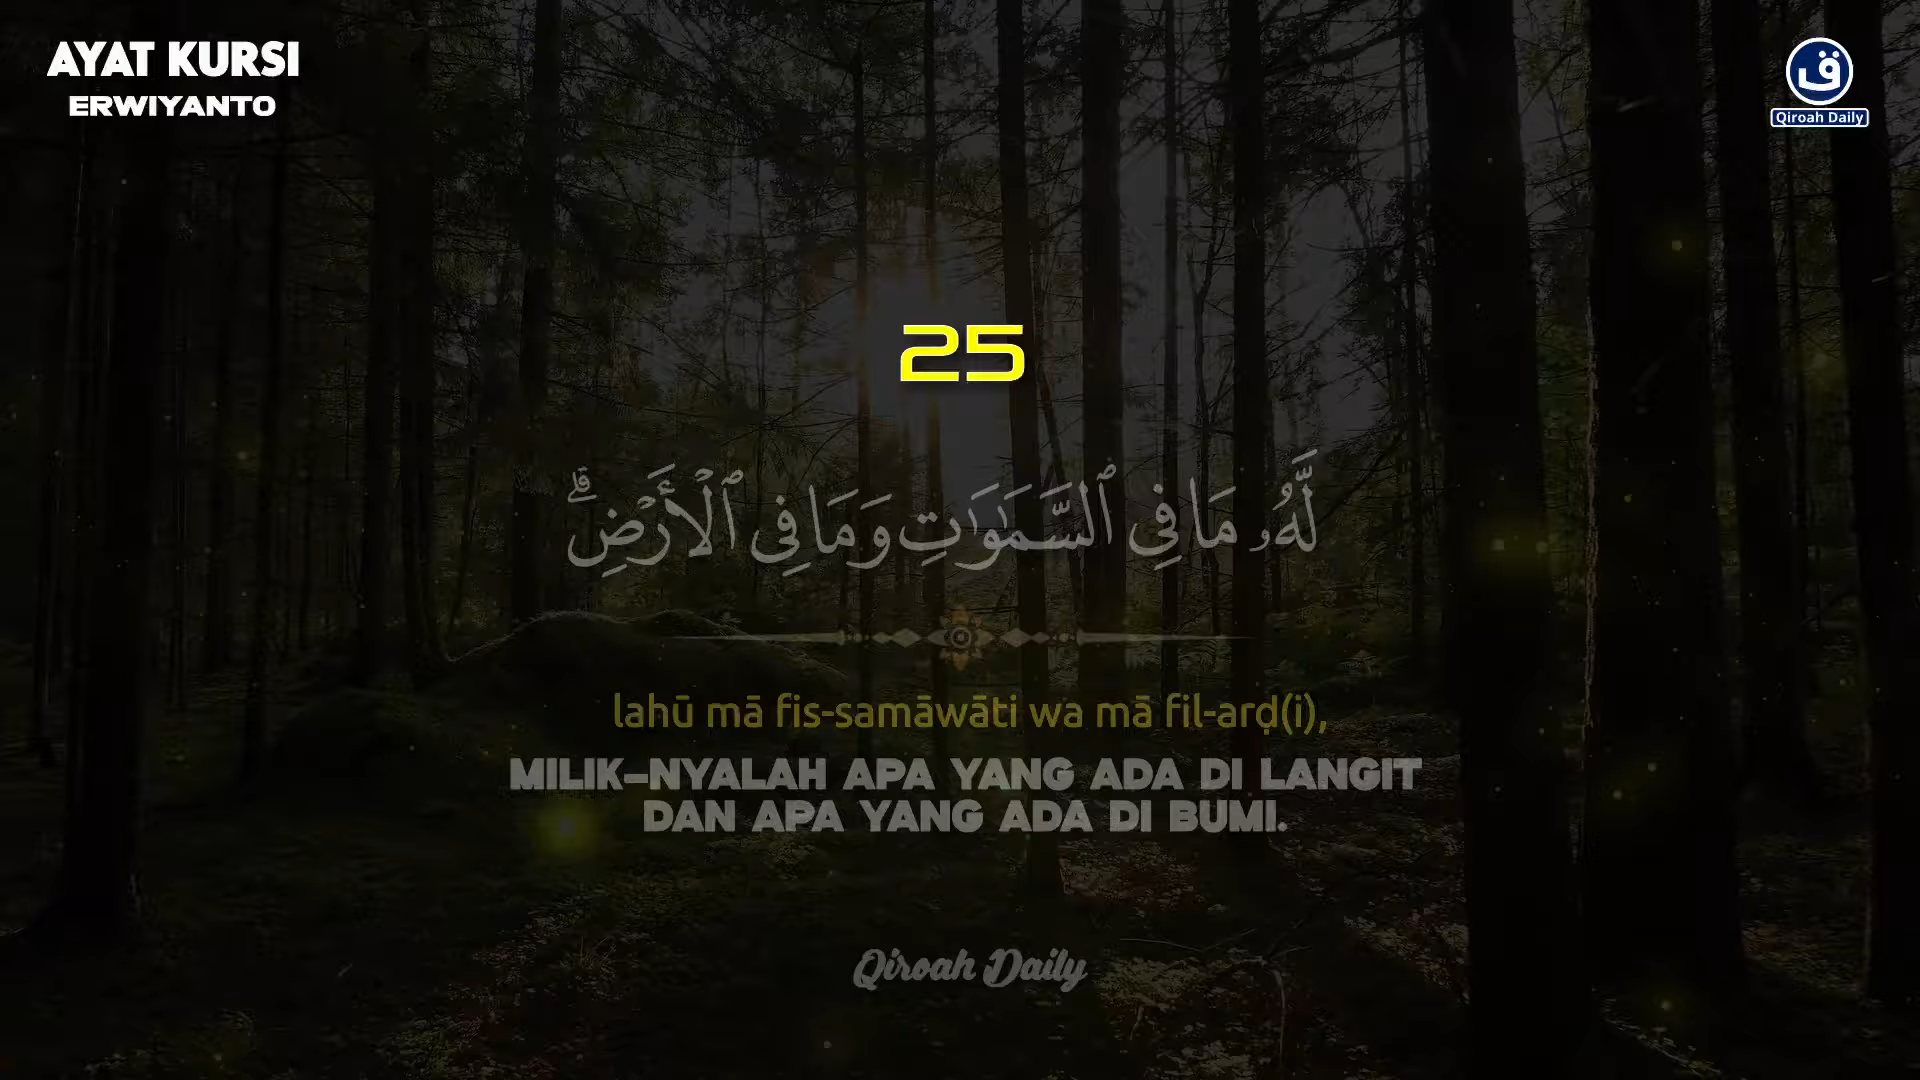 AYAT KURSI
ERWIYANTO
ق
Qiroah Daily
25
لَّهُۥ مَا فِى ٱلسَّمَٰوَٰتِ وَمَا فِى ٱلْأَرْضِۗ
lahū mā fis-samāwāti wa mā fil-arḍ(i),
MILIK-NYALAH APA YANG ADA DI LANGIT
DAN APA YANG ADA DI BUMI.
Qiroah Daily